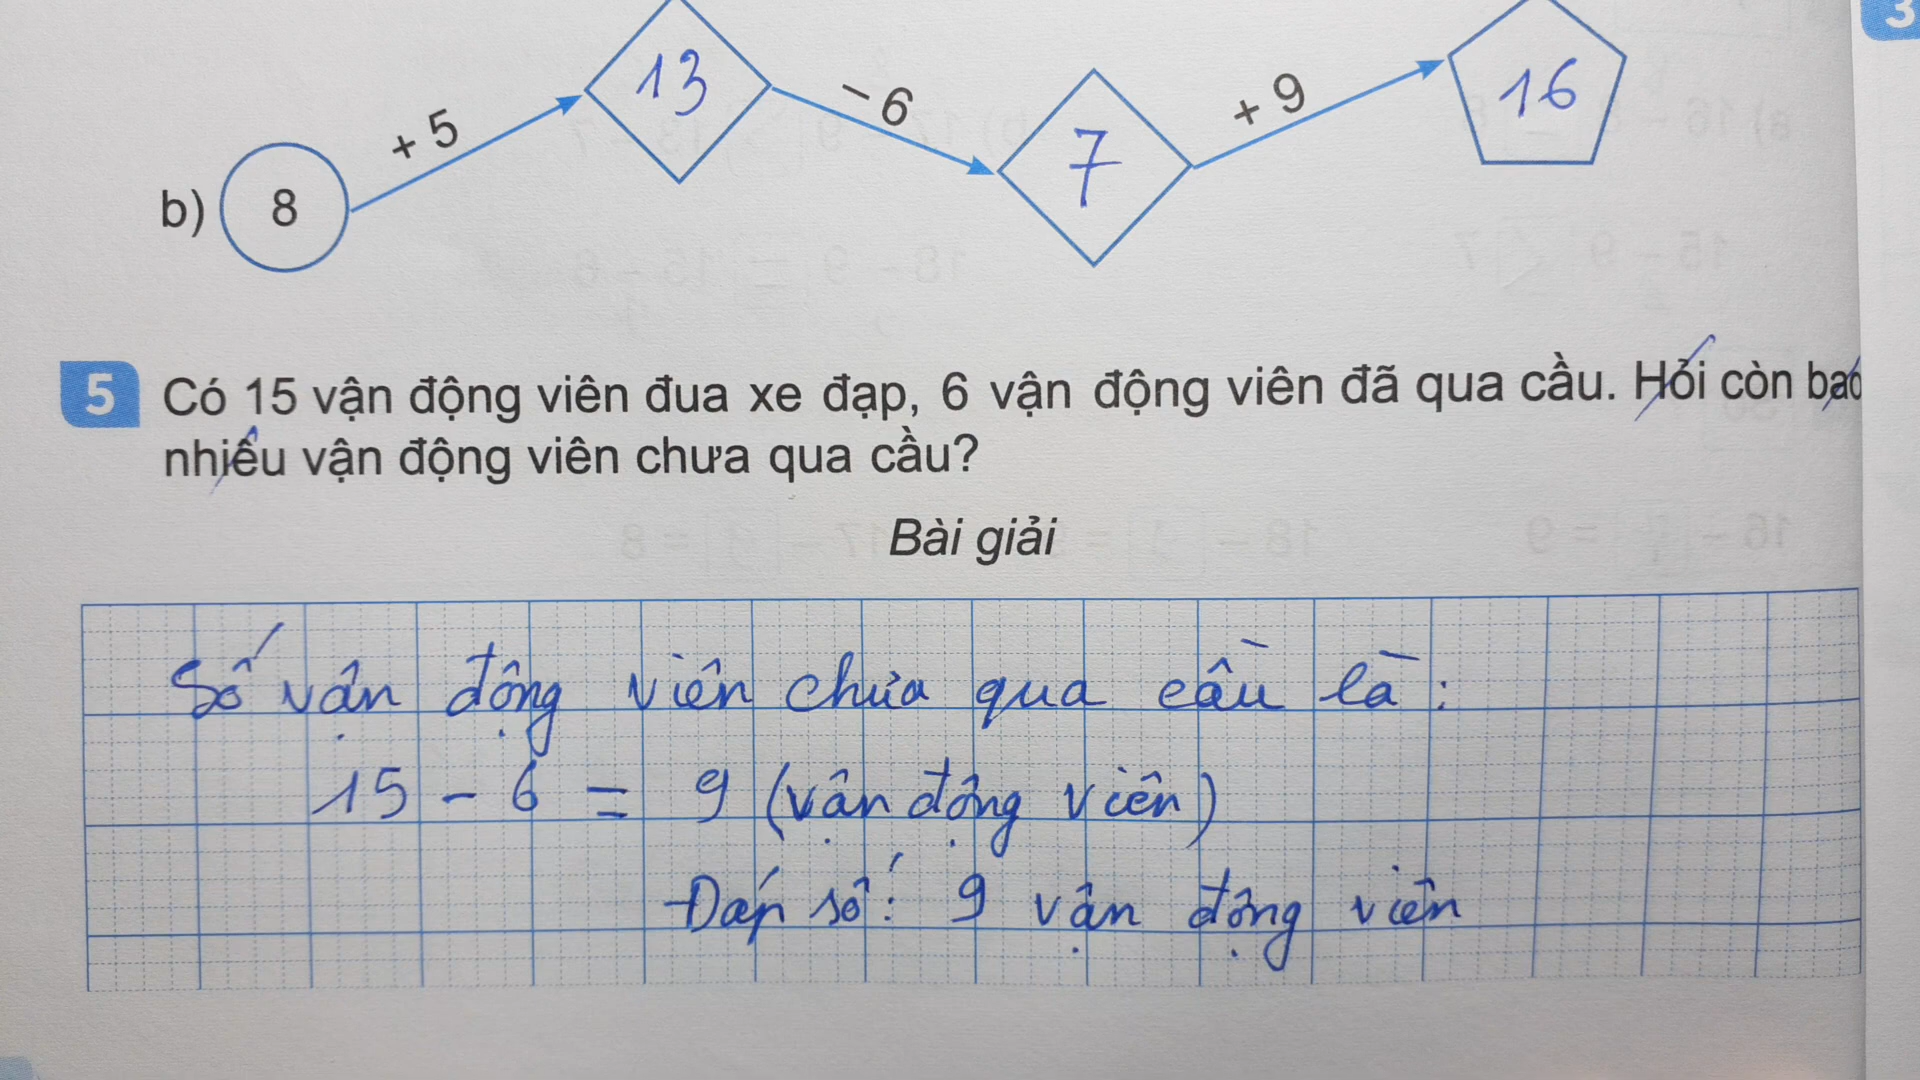 3
13
- 6
+ 9
16
+ 5
7
b) 8
5 Có 15 vận động viên đua xe đạp, 6 vận động viên đã qua cầu. Hỏi còn bao
nhiêu vận động viên chưa qua cầu?
Bài giải
Số vận động viên chưa qua cầu là:
15 - 6 = 9 (vận động viên)
Đáp số: 9 vận động viên